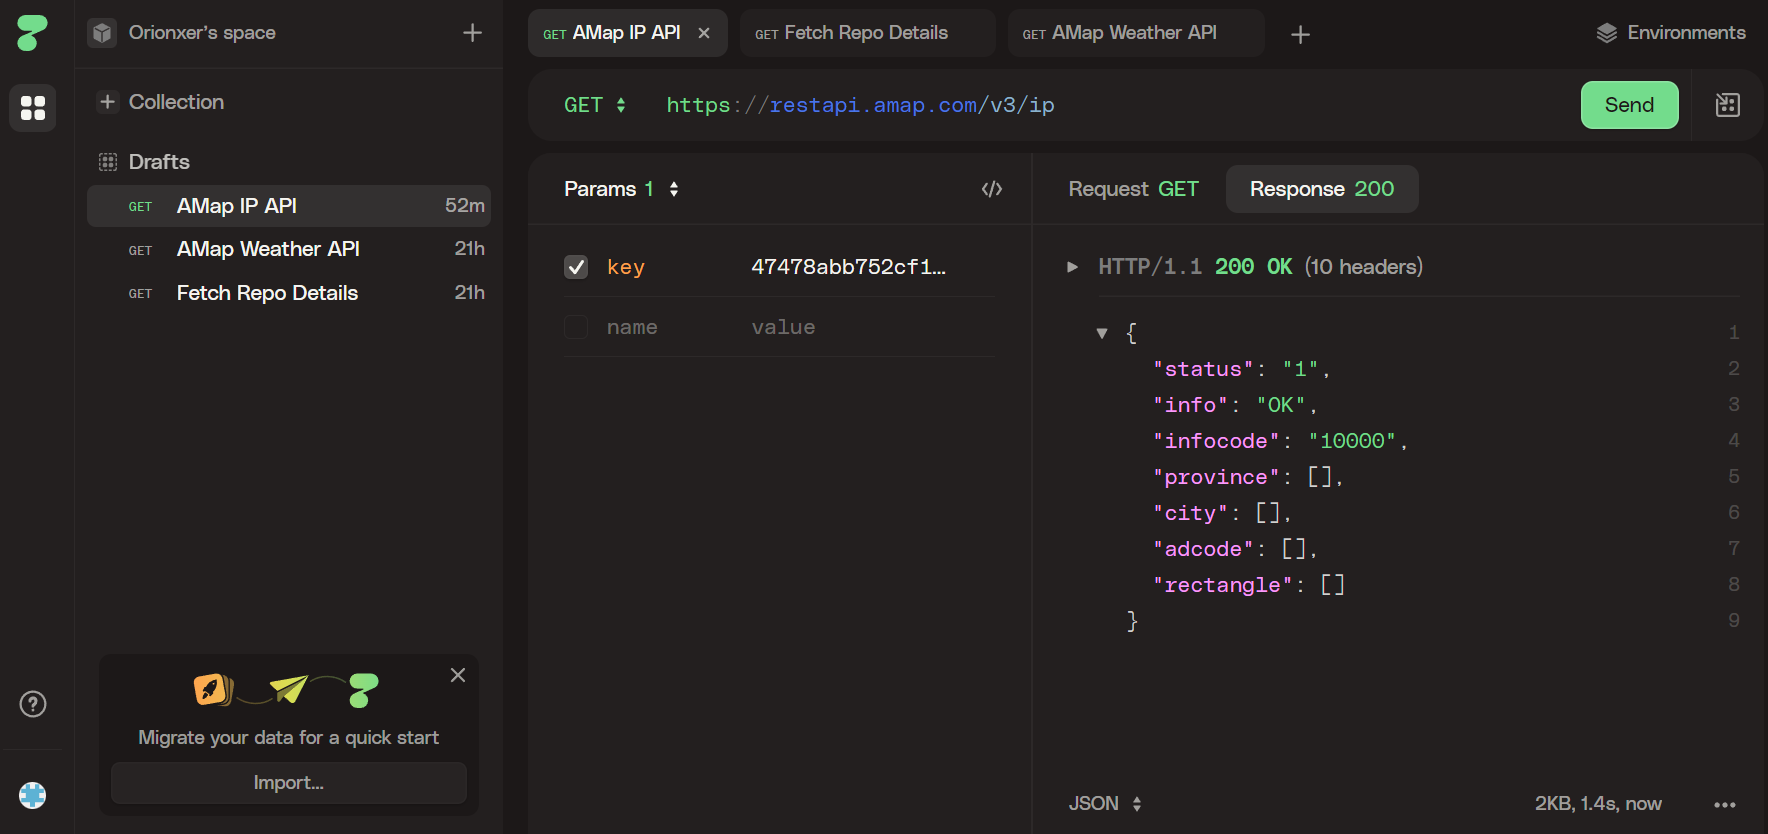 Orionxer's space
Collection
Drafts
GET AMap IP API 52m
GET AMap Weather API 21h
GET Fetch Repo Details 21h
Migrate your data for a quick start
Import...
GET AMap IP API
GET Fetch Repo Details
GET AMap Weather API
Environments
GET https://restapi.amap.com/v3/ip
Send
Params 1
key 47478abb752cf1...
name value
Request GET
Response 200
HTTP/1.1 200 OK (10 headers)
{ 1
"status": "1", 2
"info": "OK", 3
"infocode": "10000", 4
"province": [], 5
"city": [], 6
"adcode": [], 7
"rectangle": [] 8
} 9
JSON
2KB, 1.4s, now